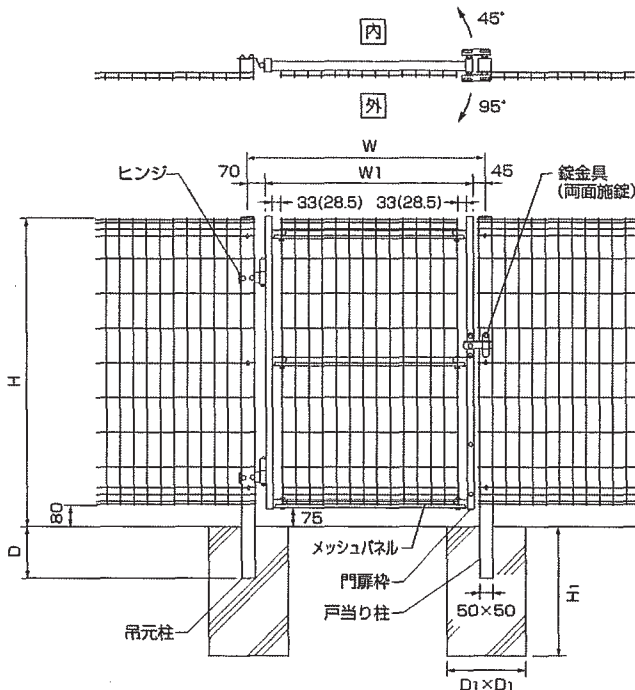 45°
内
外
95°
W
ヒンジ
70
W1
45
錠金具
(両面施錠)
33(28.5)
33(28.5)
H
80
75
D
メッシュパネル
門扉枠
戸当り柱
吊元柱
50×50
H1
D1×D1